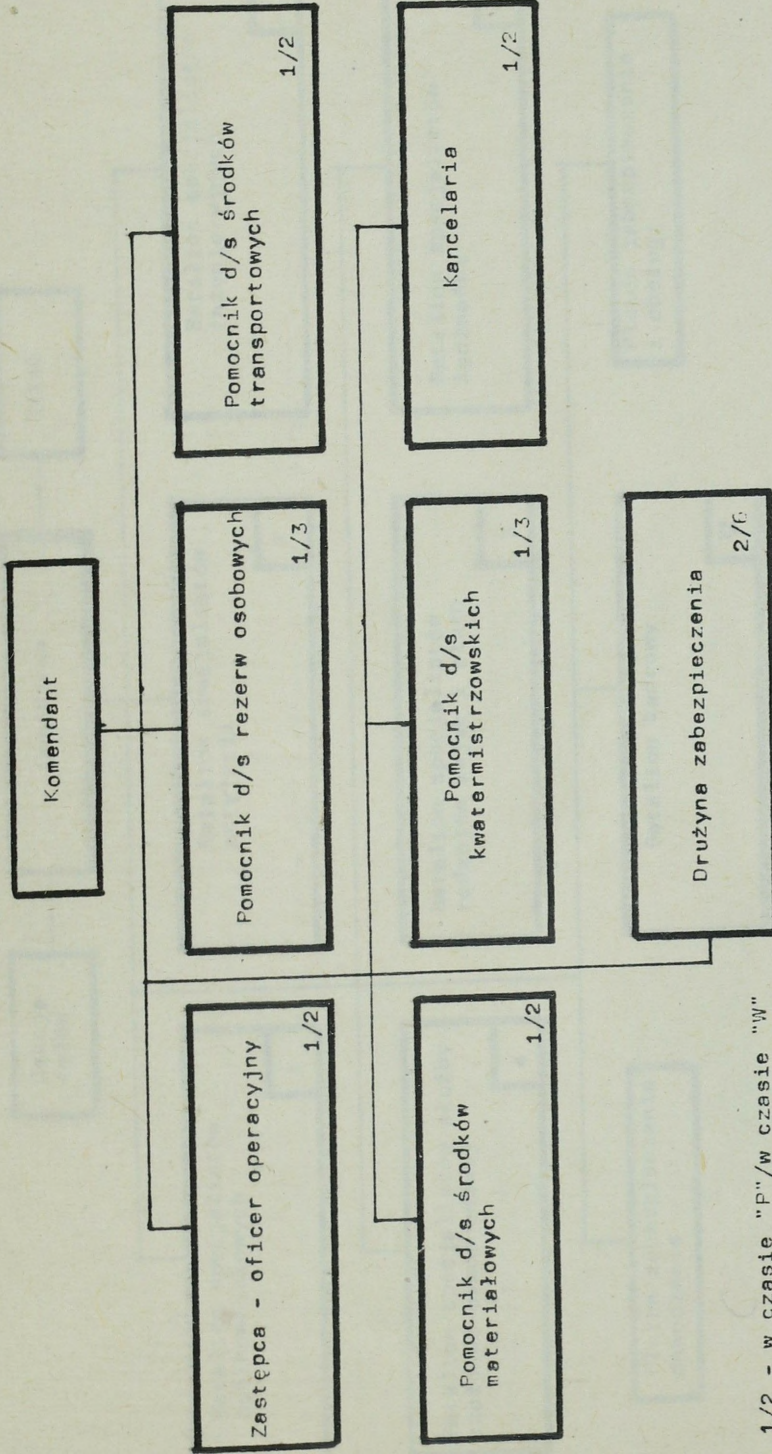 Komendant
Zastępca - oficer operacyjny
1/2
Pomocnik d/s rezerw osobowych
1/3
Pomocnik d/s środków
transportowych
1/2
Pomocnik d/s środków
materiałowych
1/2
Pomocnik d/s
kwatermistrzowskich
1/3
Kancelaria
1/2
Drużyna zabezpieczenia
2/6
1/2 - w czasie "P"/w czasie "W"